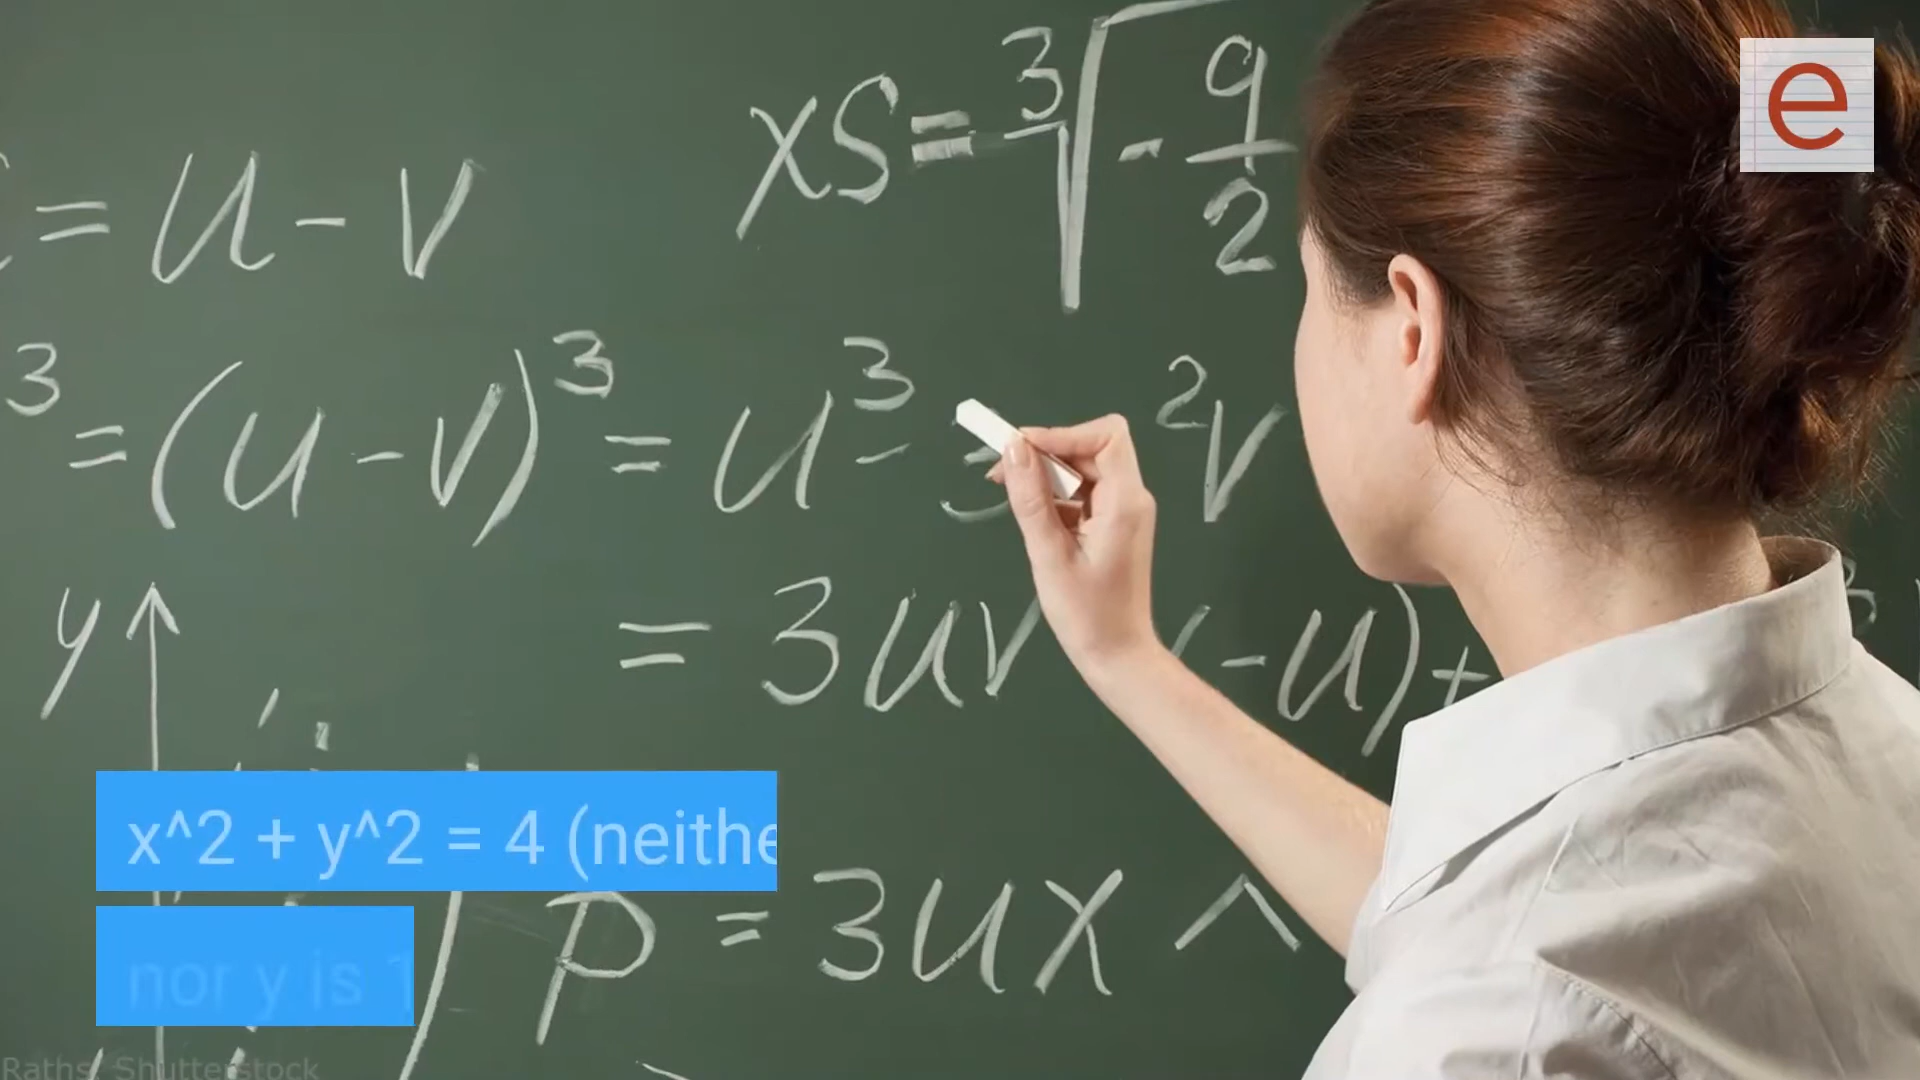 xS = ³√ - 9/2
= u - v
³ = (u - v)³ = u³ - ²v
= 3uv - u) +
y
x^2 + y^2 = 4 (neithe
nor y is 1
p = 3ux
Raths/Shutterstock
e